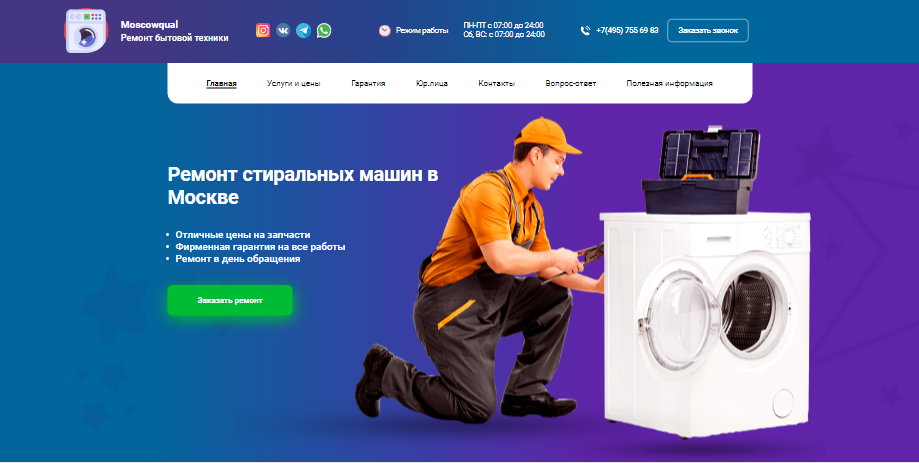 Moscowqual
Ремонт бытовой техники
Режим работы
ПН-ПТ с 07:00 до 24:00
Сб, ВС: с 07:00 до 24:00
+7(495) 755 69 83
Заказать звонок
Главная
Услуги и цены
Гарантия
Юр.лица
Контакты
Вопрос-ответ
Полезная информация
Ремонт стиральных машин в
Москве
Отличные цены на запчасти
Фирменная гарантия на все работы
Ремонт в день обращения
Заказать ремонт